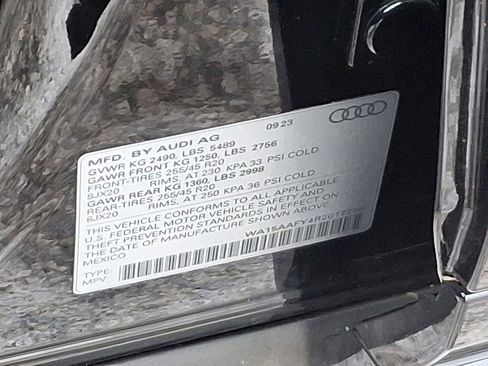 MFD. BY AUDI AG 09.23
GVWR KG 2490, LBS 5489
GAWR FRONT KG 1250, LBS 2756
FRONT-TIRES 255/45 R20
8JX20 RIMS, AT 230 KPA 33 PSI COLD
GAWR REAR KG 1360, LBS 2998
REAR-TIRES 255/45 R20
8JX20 RIMS, AT 250 KPA 36 PSI COLD
THIS VEHICLE CONFORMS TO ALL APPLICABLE
U.S. FEDERAL MOTOR VEHICLE SAFETY AND
THEFT PREVENTION STANDARDS IN EFFECT ON
THE DATE OF MANUFACTURE SHOWN ABOVE
MEXICO
TYPE:
MPV